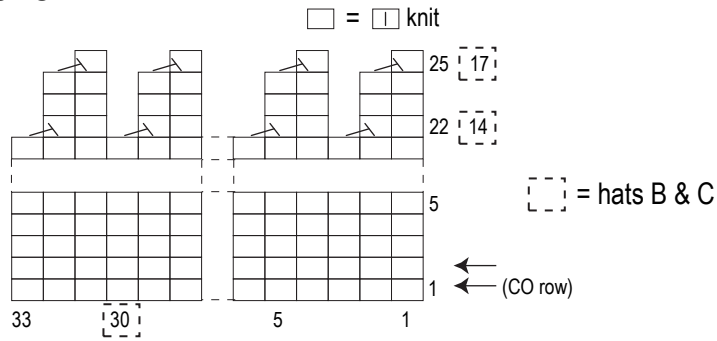 = knit
25 17
22 14
5
= hats B & C
1 (CO row)
33 30 5 1